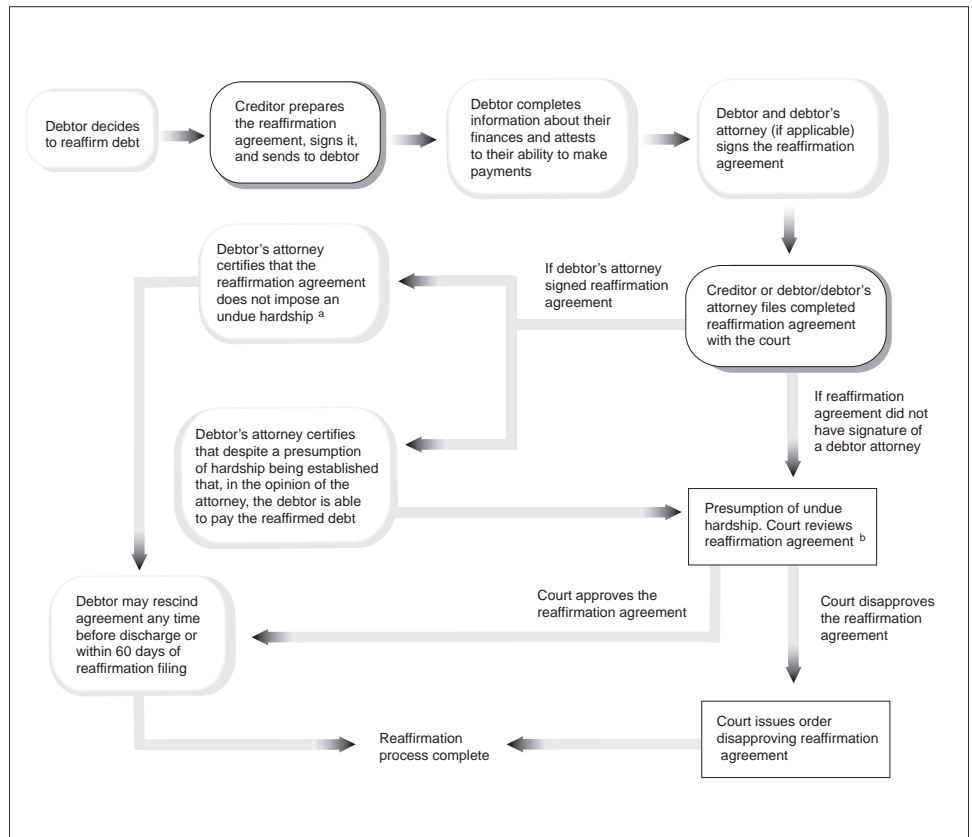 Debtor decides
to reaffirm debt
Creditor prepares
the reaffirmation
agreement, signs it,
and sends to debtor
Debtor completes
information about their
finances and attests
to their ability to make
payments
Debtor and debtor's
attorney (if applicable)
signs the reaffirmation
agreement
Debtor's attorney
certifies that the
reaffirmation agreement
does not impose an
undue hardship a
If debtor's attorney
signed reaffirmation
agreement
Creditor or debtor/debtor's
attorney files completed
reaffirmation agreement
with the court
If reaffirmation
agreement did not
have signature of
a debtor attorney
Debtor's attorney certifies
that despite a presumption
of hardship being established
that, in the opinion of the
attorney, the debtor is able
to pay the reaffirmed debt
Presumption of undue
hardship. Court reviews
reaffirmation agreement b
Debtor may rescind
agreement any time
before discharge or
within 60 days of
reaffirmation filing
Court approves the
reaffirmation agreement
Court disapproves
the reaffirmation
agreement
Reaffirmation
process complete
Court issues order
disapproving reaffirmation
agreement